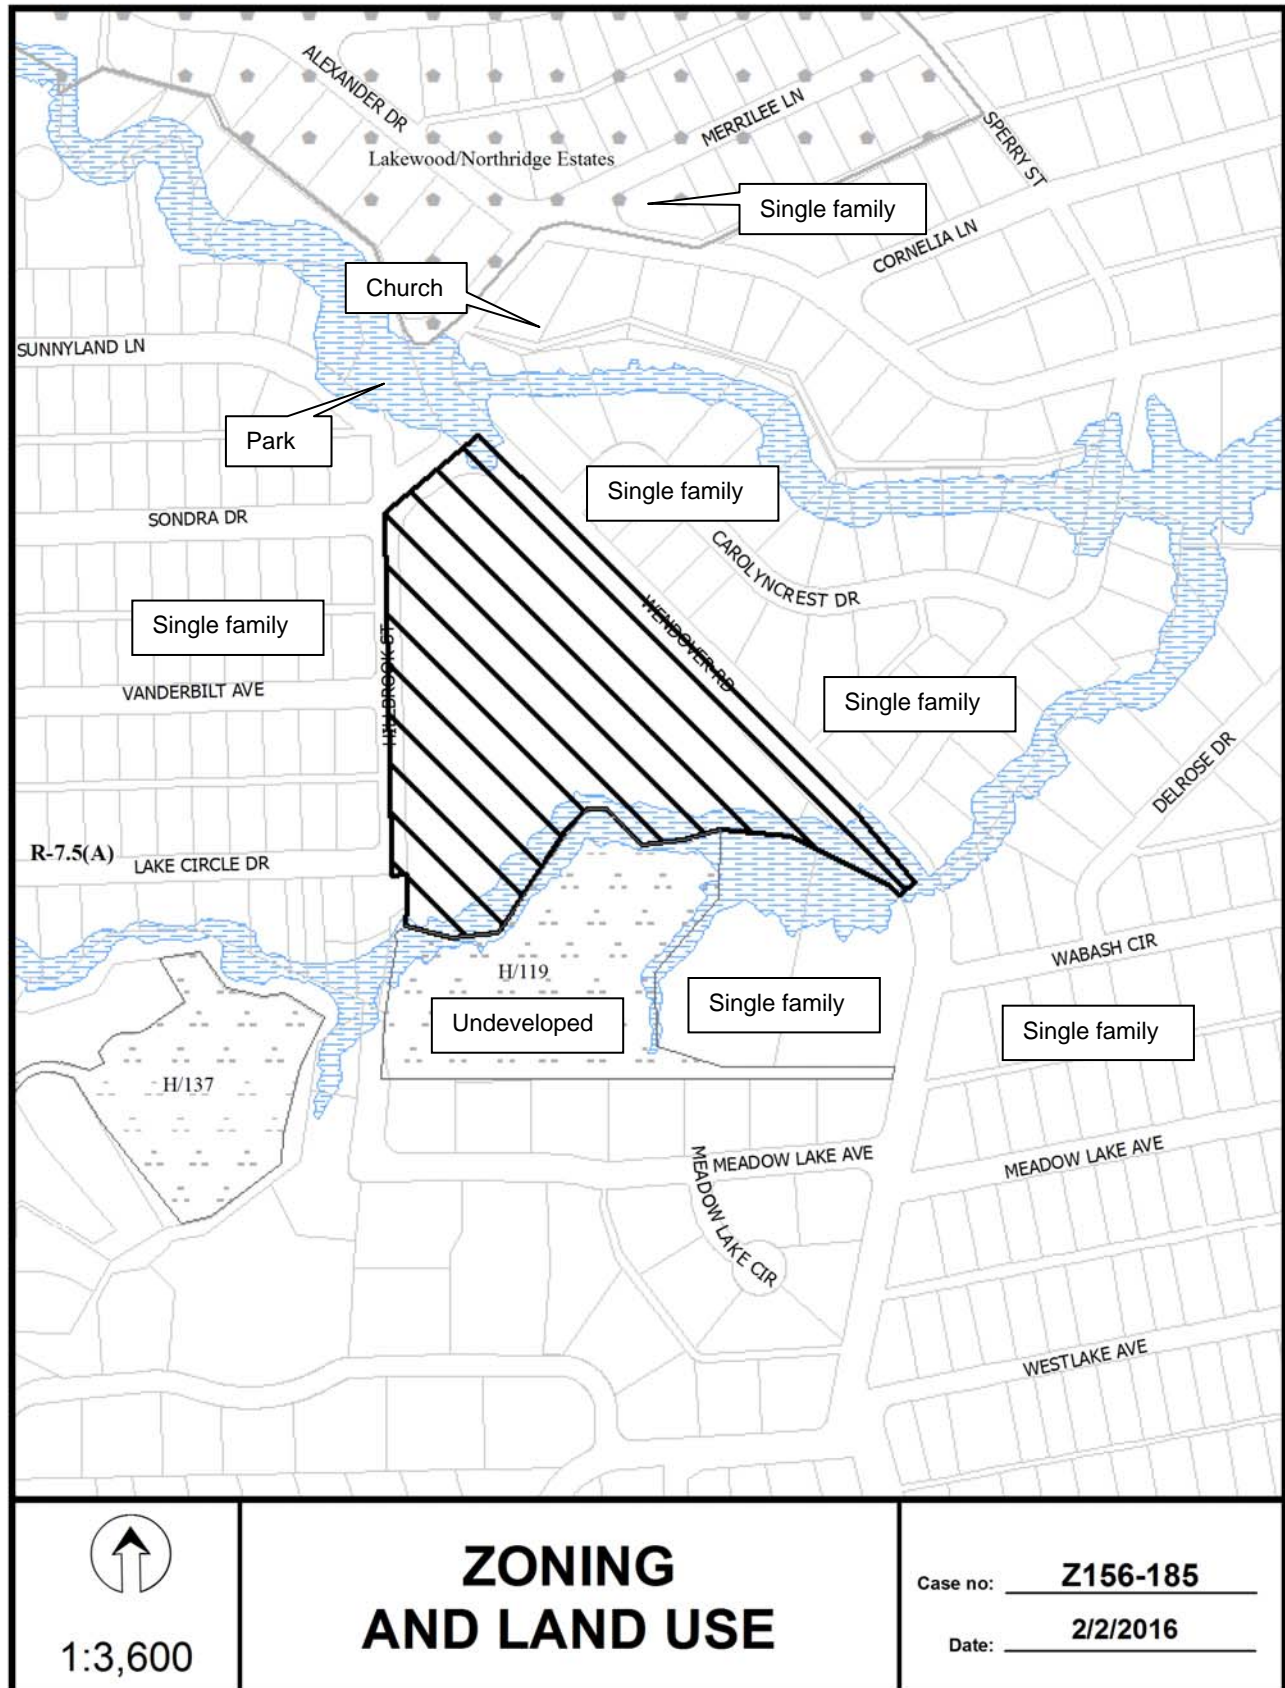 ALEXANDER DR
MERRILEE LN
SPERRY ST
Lakewood/Northridge Estates
Single family
CORNELIA LN
Church
SUNNYLAND LN
Park
Single family
SONDRA DR
CAROLYNCREST DR
WENDOVER RD
Single family
HILLBROOK ST
VANDERBILT AVE
Single family
DELROSE DR
R-7.5(A)
LAKE CIRCLE DR
WABASH CIR
H/119
Single family
Undeveloped
Single family
H/137
MEADOW LAKE AVE
MEADOW LAKE AVE
MEADOW LAKE CIR
WESTLAKE AVE
1:3,600
ZONING
AND LAND USE
Case no: Z156-185
Date: 2/2/2016